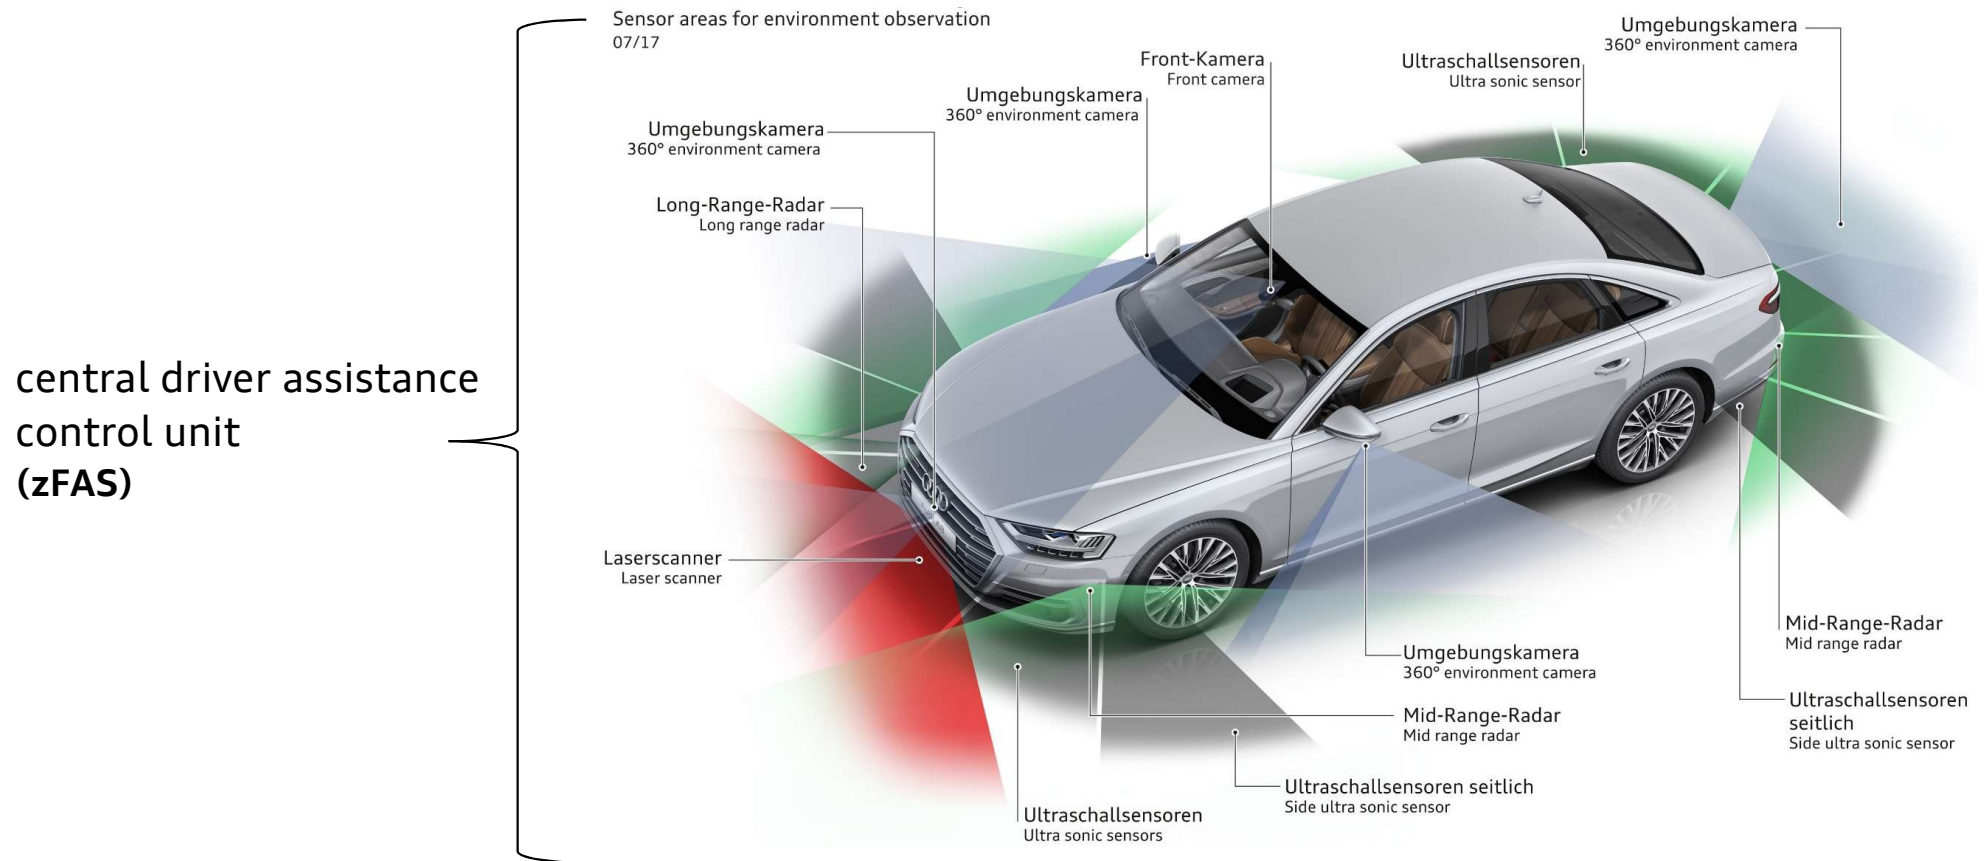 Sensor areas for environment observation
07/17
Umgebungskamera
360° environment camera
Front-Kamera
Front camera
Ultraschallsensoren
Ultra sonic sensor
Umgebungskamera
360° environment camera
Umgebungskamera
360° environment camera
Long-Range-Radar
Long range radar
central driver assistance
control unit
(zFAS)
Laserscanner
Laser scanner
Umgebungskamera
360° environment camera
Mid-Range-Radar
Mid range radar
Mid-Range-Radar
Mid range radar
Ultraschallsensoren
seitlich
Side ultra sonic sensor
Ultraschallsensoren seitlich
Side ultra sonic sensor
Ultraschallsensoren
Ultra sonic sensors